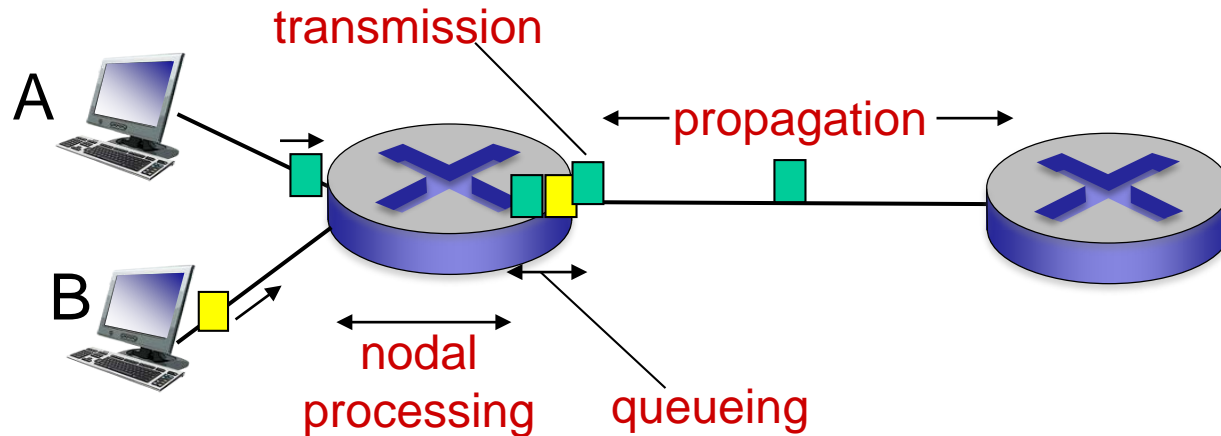 transmission
A
propagation
B
nodal
processing
queueing